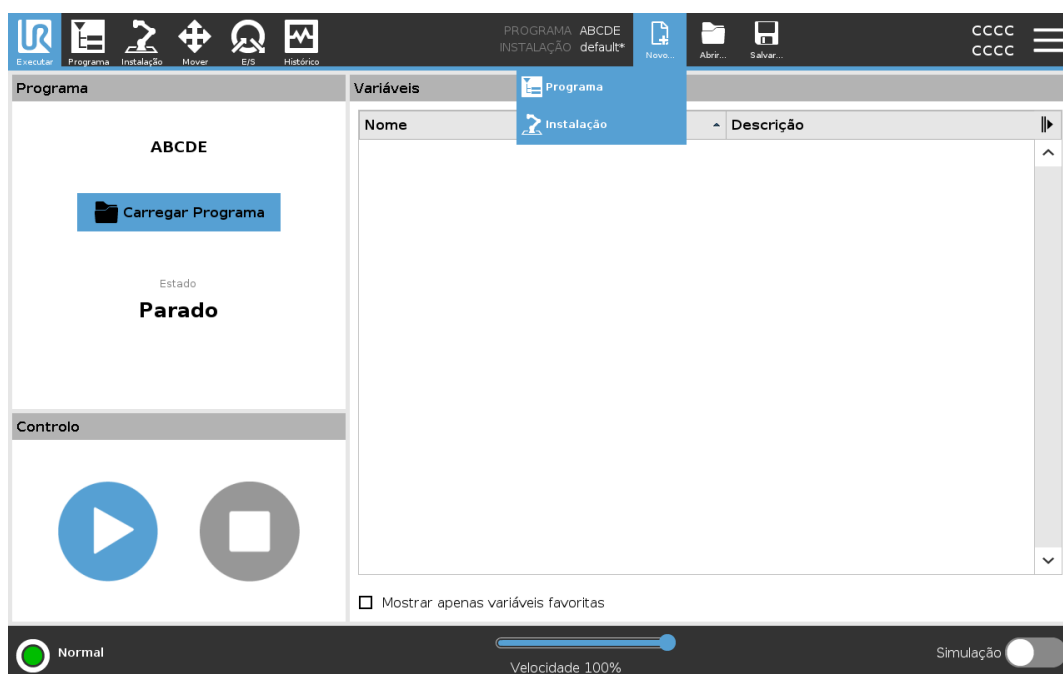 Executar
Programa
Instalação
Mover
E/S
Histórico
PROGRAMA ABCDE
INSTALAÇÃO default*
Novo...
Abrir...
Salvar...
CCCC
CCCC
Programa
Instalação
Programa
ABCDE
Carregar Programa
Estado
Parado
Controlo
Variáveis
Nome
Descrição
Mostrar apenas variáveis favoritas
Normal
Velocidade 100%
Simulação